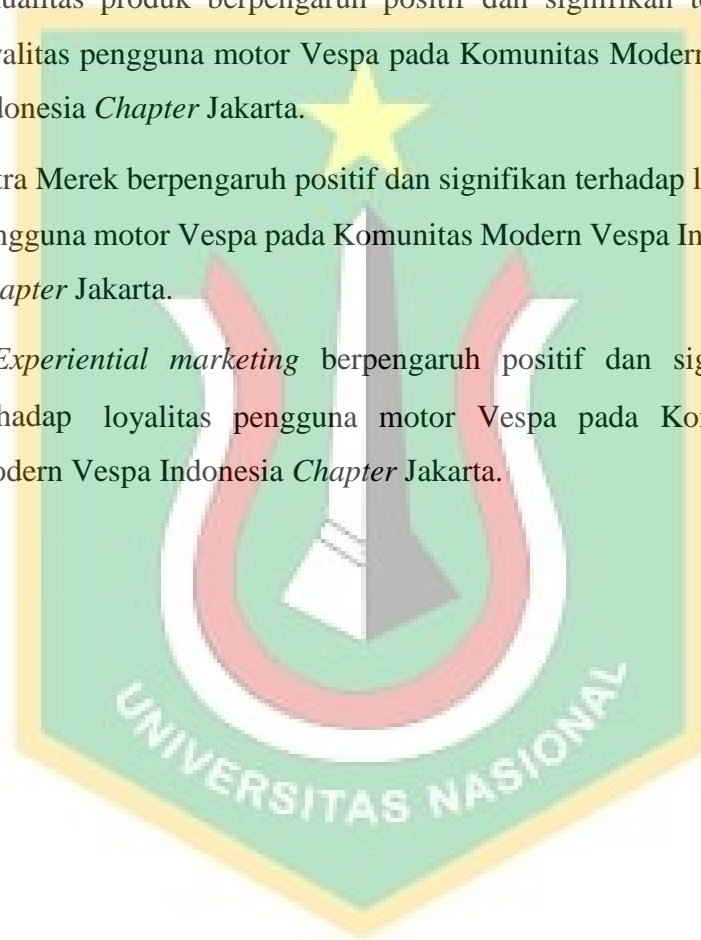 ualitas produk berpengaruh positif dan signifikan te
yalitas pengguna motor Vespa pada Komunitas Modern
donesia Chapter Jakarta.
tra Merek berpengaruh positif dan signifikan terhadap l
ngguna motor Vespa pada Komunitas Modern Vespa In
apter Jakarta.
Experiential marketing berpengaruh positif dan sig
hadap loyalitas pengguna motor Vespa pada Ko
odern Vespa Indonesia Chapter Jakarta.
UNIVERSITAS NASIONAL